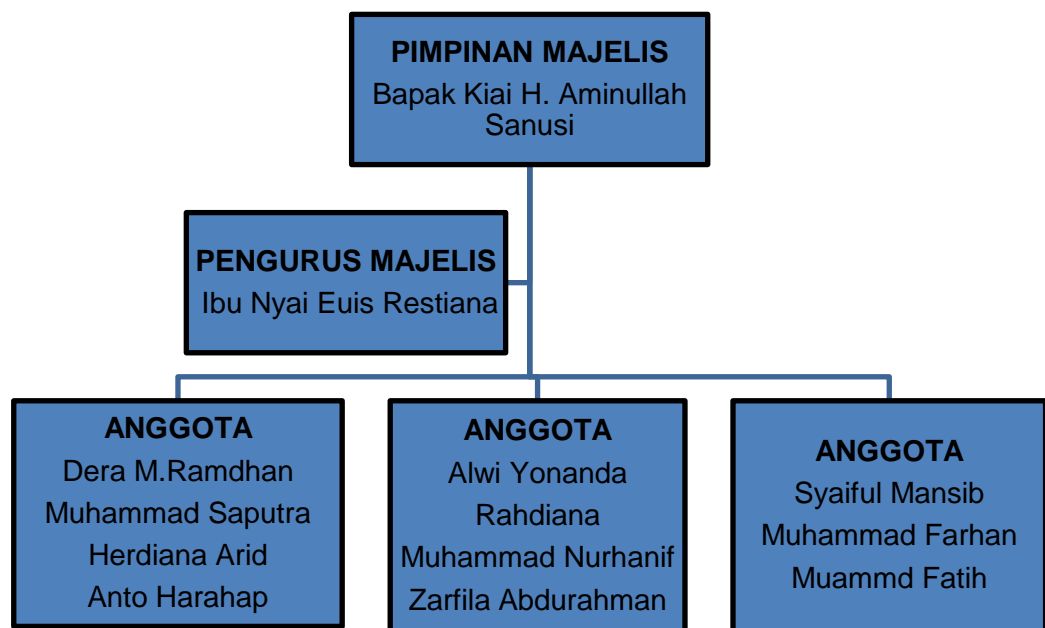 PIMPINAN MAJELIS
Bapak Kiai H. Aminullah
Sanusi
PENGURUS MAJELIS
Ibu Nyai Euis Restiana
ANGGOTA
Dera M.Ramdhan
Muhammad Saputra
Herdiana Arid
Anto Harahap
ANGGOTA
Alwi Yonanda
Rahdiana
Muhammad Nurhanif
Zarfila Abdurahman
ANGGOTA
Syaiful Mansib
Muhammad Farhan
Muammd Fatih